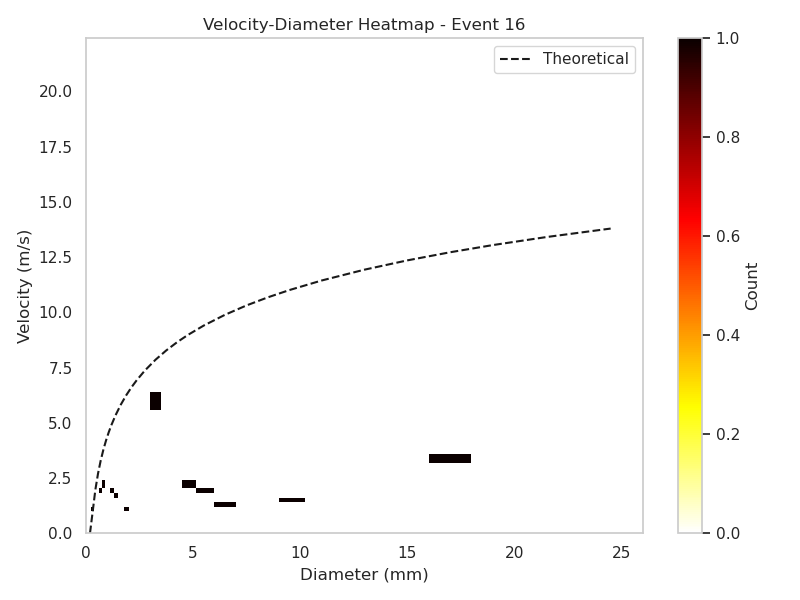 Velocity-Diameter Heatmap - Event 16
Theoretical
Velocity (m/s)
20.0
17.5
15.0
12.5
10.0
7.5
5.0
2.5
0.0
0 5 10 15 20 25
Diameter (mm)
1.0
0.8
0.6
0.4
0.2
0.0
Count